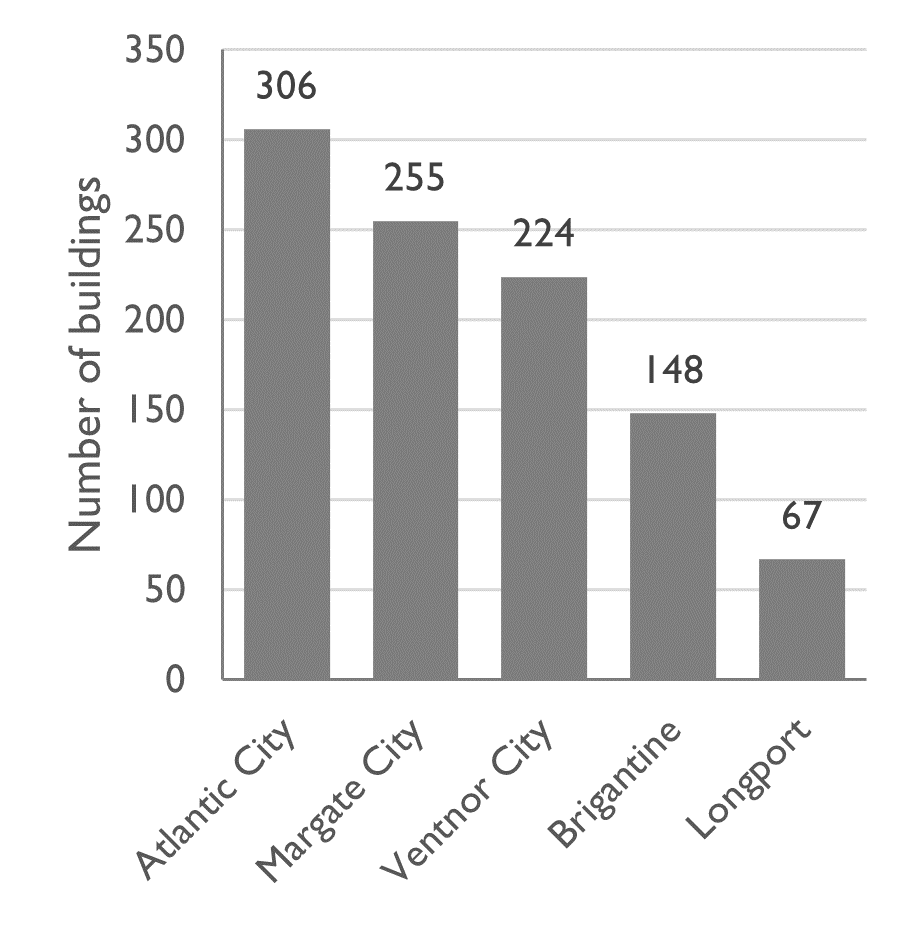 350
300
250
200
150
100
50
0
Number of buildings
306
255
224
148
67
Atlantic City
Margate City
Ventnor City
Brigantine
Longport